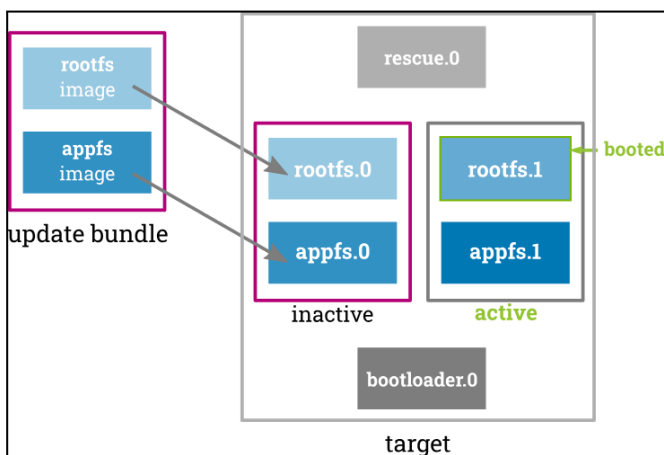 rootfs
image
appfs
image
update bundle
rescue.0
rootfs.0
appfs.0
inactive
rootfs.1
booted
appfs.1
active
bootloader.0
target